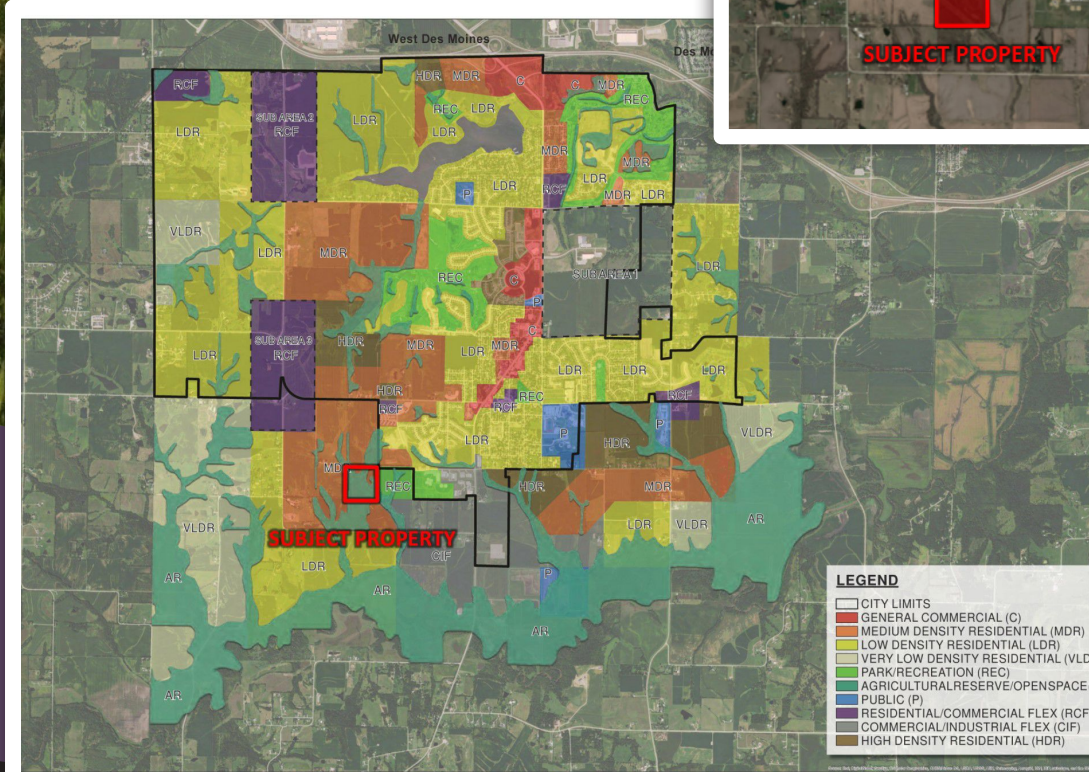 SUBJECT PROPERTY
West Des Moines
Des Mo
RCF
HDR
MDR
C
C
MDR
REC
SUB AREA 2
RCF
LDR
LDR
REC
LDR
LDR
MDR
MDR
LDR
RCF
LDR
MDR
LDR
P
LDR
VLDR
LDR
MDR
REC
C
SUB AREA
LDR
P
C
SUB AREA 3
RCF
LDR
HDR
MDR
LDR
MDR
LDR
LDR
LDR
HDR
RCF
REC
RCF
RCF
LDR
P
HDR
P
VLDR
MD
REC
HDR
MDR
SUBJECT PROPERTY
VLDR
LDR
CIF
LDR
VLDR
AR
AR
AR
P
AR
AR
LEGEND
CITY LIMITS
GENERAL COMMERCIAL (C)
MEDIUM DENSITY RESIDENTIAL (MDR)
LOW DENSITY RESIDENTIAL (LDR)
VERY LOW DENSITY RESIDENTIAL (VLD
PARK/RECREATION (REC)
AGRICULTURALRESERVE/OPENSPACE
PUBLIC (P)
RESIDENTIAL/COMMERCIAL FLEX (RCF
COMMERCIAL/INDUSTRIAL FLEX (CIF)
HIGH DENSITY RESIDENTIAL (HDR)